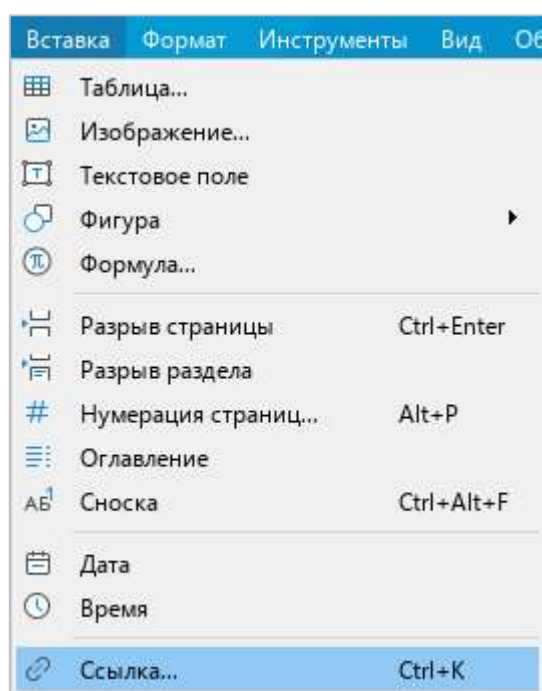 Вставка Формат Инструменты Вид Об
Таблица...
Изображение...
Текстовое поле
Фигура
Формула...
Разрыв страницы Ctrl+Enter
Разрыв раздела
Нумерация страниц... Alt+P
Оглавление
Сноска Ctrl+Alt+F
Дата
Время
Ссылка... Ctrl+K